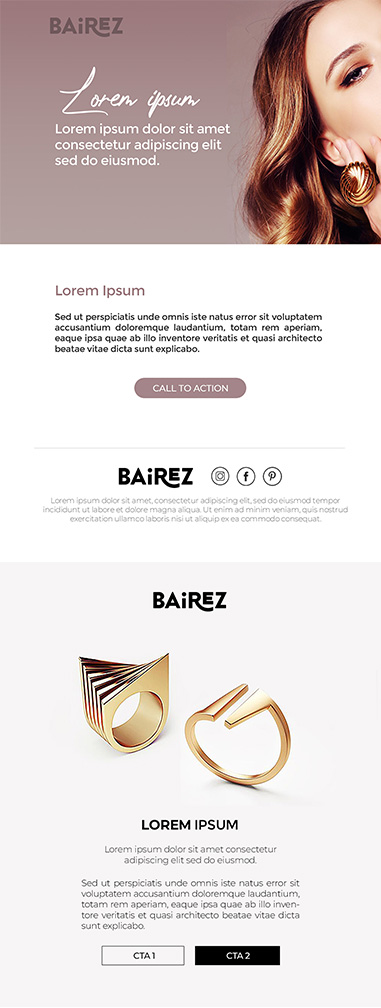 BAiREZ
Lorem ipsum
Lorem ipsum dolor sit amet
consectetur adipiscing elit
sed do eiusmod.
Lorem Ipsum
Sed ut perspiciatis unde omnis iste natus error sit voluptatem
accusantium doloremque laudantium, totam rem aperiam,
eaque ipsa quae ab illo inventore veritatis et quasi architecto
beatae vitae dicta sunt explicabo.
CALL TO ACTION
BAiREZ
Lorem ipsum dolor sit amet, consectetur adipiscing elit, sed do eiusmod tempor
incididunt ut labore et dolore magna aliqua. Ut enim ad minim veniam, quis nostrud
exercitation ullamco laboris nisi ut aliquip ex ea commodo consequat.
BAiREZ
LOREM IPSUM
Lorem ipsum dolor sit amet consectetur
adipiscing elit sed do eiusmod.
Sed ut perspiciatis unde omnis iste natus error
sit voluptatem accusantium doloremque
laudantium, totam rem aperiam,
eaque ipsa quae ab illo inven-
tore veritatis et quasi architecto
beatae vitae dicta
sunt explicabo.
CTA 1
CTA 2